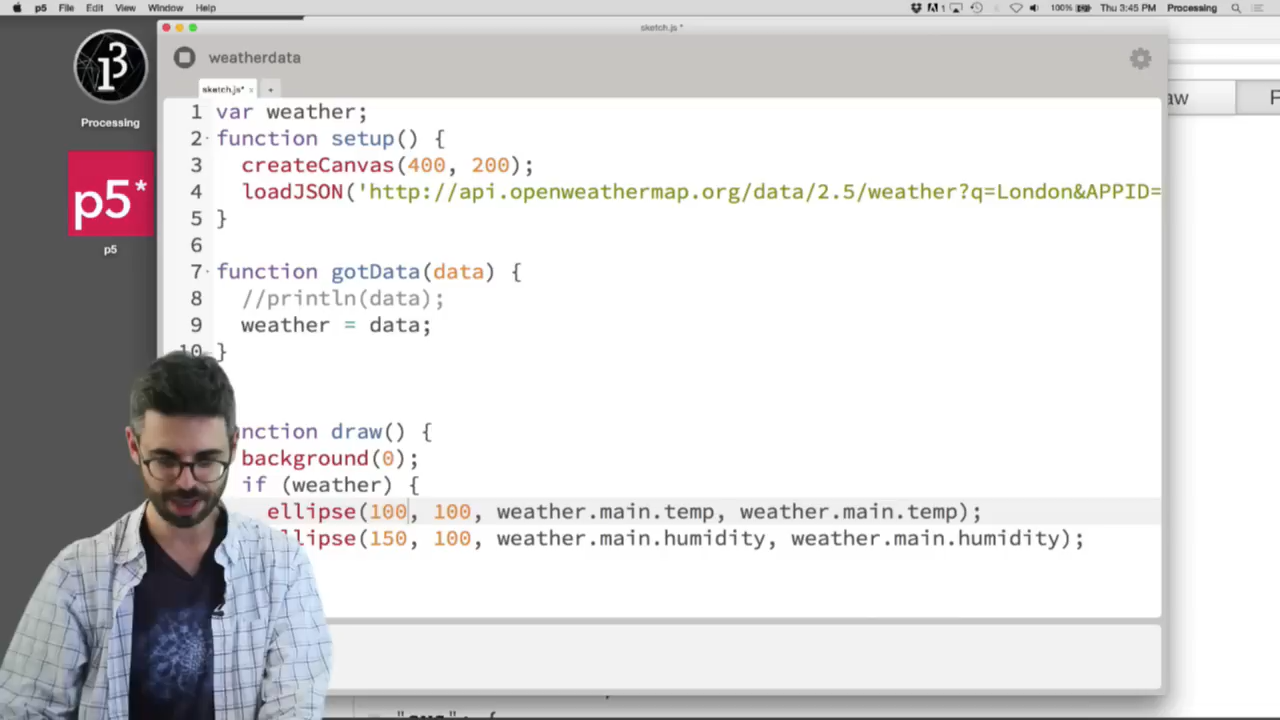 p5 File Edit View Window Help 100% Thu 3:45 PM Processing
sketch.js*
weatherdata
sketch.js* x +
Processing
p5*
p5
1 var weather;
2 function setup() {
3 createCanvas(400, 200);
4 loadJSON('http://api.openweathermap.org/data/2.5/weather?q=London&APPID=
5 }
6
7 function gotData(data) {
8 //println(data);
9 weather = data;
10 }
nction draw() {
background(0);
if (weather) {
ellipse(100, 100, weather.main.temp, weather.main.temp);
llipse(150, 100, weather.main.humidity, weather.main.humidity);
aw
F